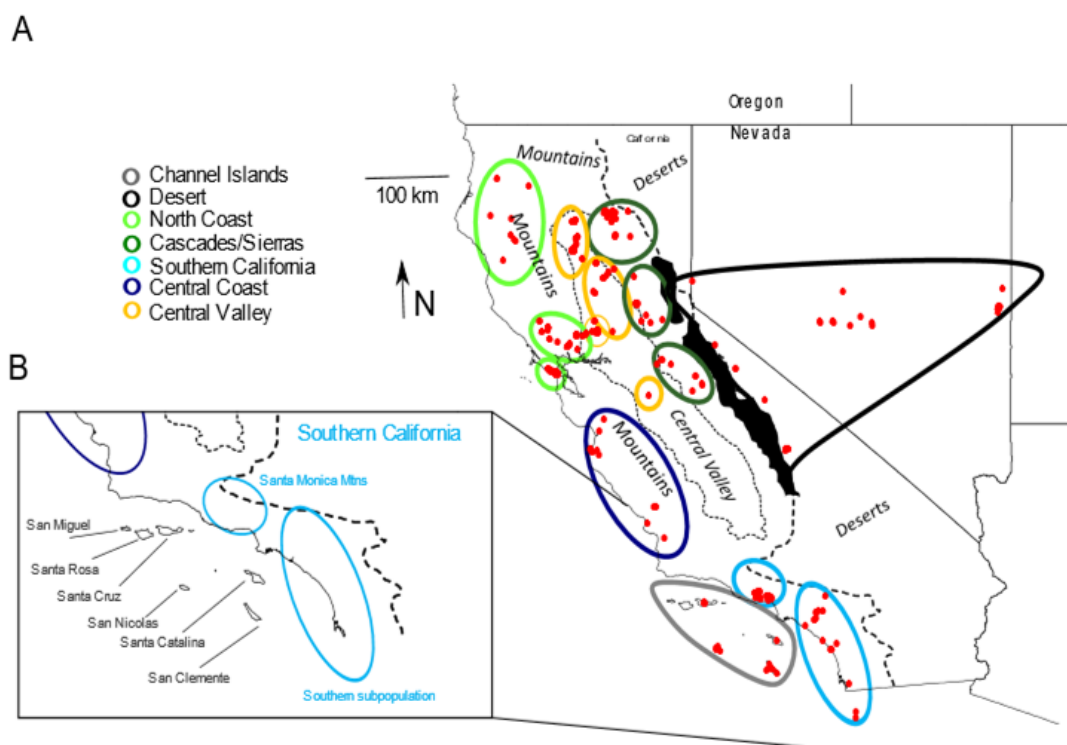 A
Oregon
Nevada
California
Mountains
Deserts
Channel Islands
Desert
North Coast
Cascades/Sierras
Southern California
Central Coast
Central Valley
100 km
N
Mountains
Mountains
Central Valley
Deserts
B
Southern California
Santa Monica Mtns
San Miguel
Santa Rosa
Santa Cruz
San Nicolas
Santa Catalina
San Clemente
Southern subpopulation